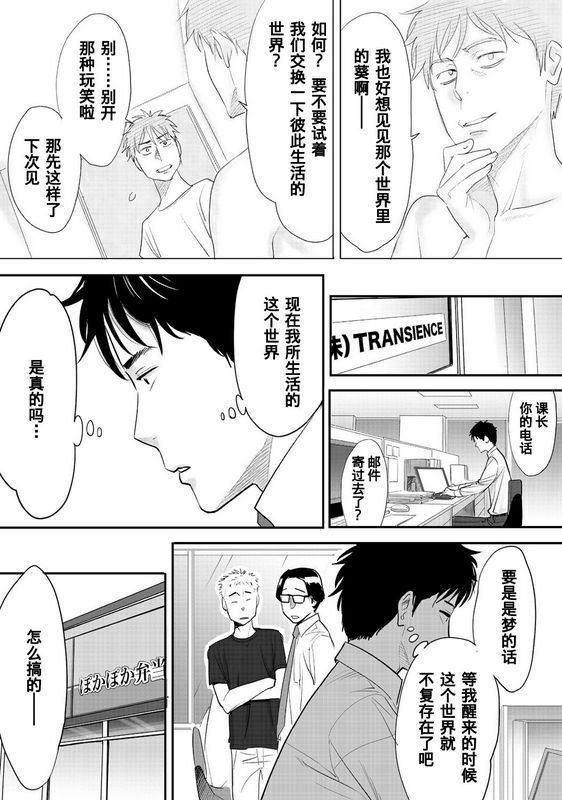 我也好想见见那个世界里
的葵啊——
如何？要不要试着
我们交换一下彼此生活的
世界？
别……别开
那种玩笑啦
那先这样了
下次见
株）TRANSIENCE
课长
你的电话
邮件
寄过去了？
现在我所生活的
这个世界
是真的吗…
要是是梦的话
等我醒来的时候
这个世界就
不复存在了吧
ぽかぽか弁当
怎么搞的——